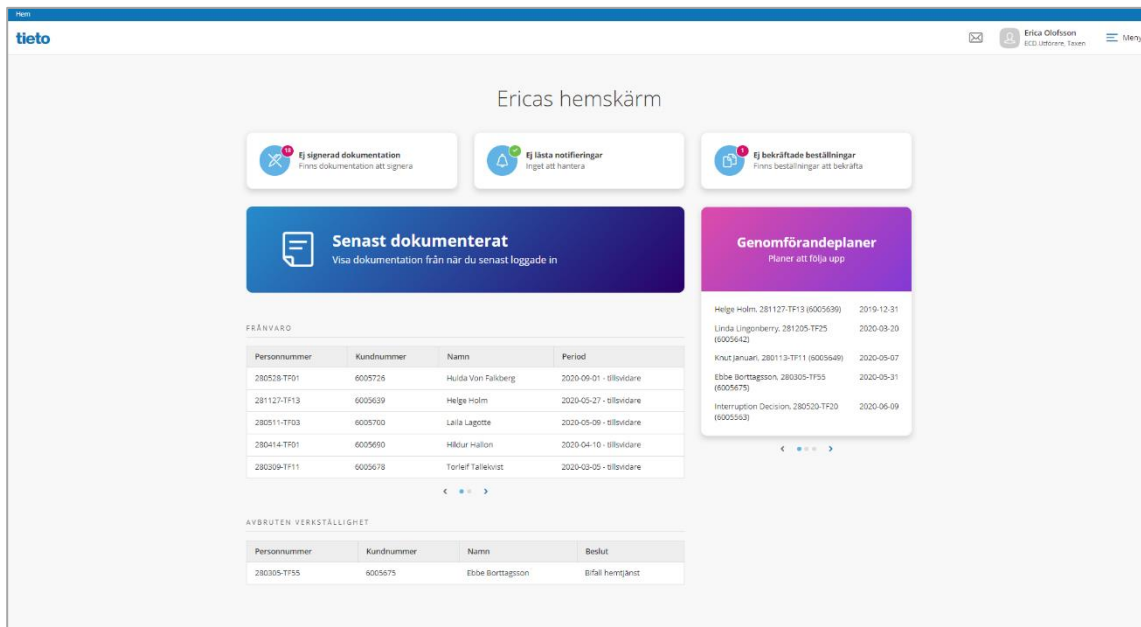 Hem
tieto
Erica Olofsson
ECD Utförare, Taxen
Meny
Ericas hemskärm
18
Ej signerad dokumentation
Finns dokumentation att signera
Ej lästa notifieringar
Inget att hantera
1
Ej bekräftade beställningar
Finns beställningar att bekräfta
Senast dokumenterat
Visa dokumentation från när du senast loggade in
Genomförandeplaner
Planer att följa upp
Helge Holm, 281127-TF13 (6005639) 2019-12-31
Linda Lingonberry, 281205-TF25 2020-03-20
(6005642)
Knut Januari, 280113-TF11 (6005649) 2020-05-07
Ebbe Borttagsson, 280305-TF55 2020-05-31
(6005675)
Interruption Decision, 280520-TF20 2020-06-09
(6005563)
FRÅNVARO
Personnummer Kundnummer Namn Period
280528-TF01 6005726 Hulda Von Falkberg 2020-09-01 - tillsvidare
281127-TF13 6005639 Helge Holm 2020-05-27 - tillsvidare
280511-TF03 6005700 Laila Lagotte 2020-05-09 - tillsvidare
280414-TF01 6005690 Hildur Hallon 2020-04-10 - tillsvidare
280309-TF11 6005678 Torleif Tallekvist 2020-03-05 - tillsvidare
AVBRUTEN VERKSTÄLLIGHET
Personnummer Kundnummer Namn Beslut
280305-TF55 6005675 Ebbe Borttagsson Bifall hemtjänst